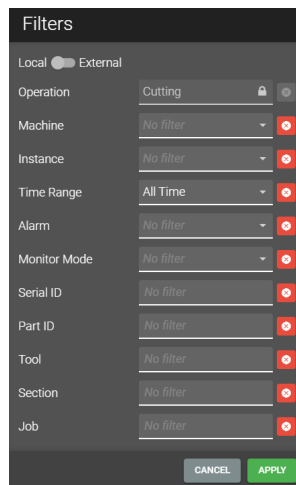 Filters
Local External
Operation Cutting
Machine No filter
Instance No filter
Time Range All Time
Alarm No filter
Monitor Mode No filter
Serial ID No filter
Part ID No filter
Tool No filter
Section No filter
Job No filter
CANCEL APPLY